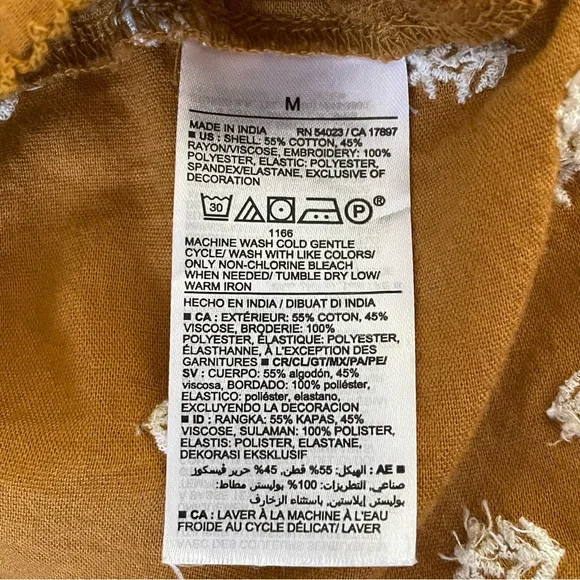 M
MADE IN INDIA RN 54023 / CA 17897
■ US : SHELL: 55% COTTON, 45%
RAYON/VISCOSE, EMBROIDERY: 100%
POLYESTER, ELASTIC: POLYESTER,
SPANDEX/ELASTANE, EXCLUSIVE OF
DECORATION
30 P®
1166
MACHINE WASH COLD GENTLE
CYCLE/ WASH WITH LIKE COLORS/
ONLY NON-CHLORINE BLEACH
WHEN NEEDED/ TUMBLE DRY LOW/
WARM IRON
HECHO EN INDIA / DIBUAT DI INDIA
■ CA : EXTÉRIEUR: 55% COTON, 45%
VISCOSE, BRODERIE: 100%
POLYESTER, ÉLASTIQUE: POLYESTER,
ÉLASTHANNE, À L'EXCEPTION DES
GARNITURES ■ CR/CL/GT/MX/PA/PE/
SV : CUERPO: 55% algodón, 45%
viscosa, BORDADO: 100% poliéster,
ELASTICO: poliéster, elastano,
EXCLUYENDO LA DECORACION
■ ID : RANGKA: 55% KAPAS, 45%
VISCOSE, SULAMAN: 100% POLISTER,
ELASTIS: POLISTER, ELASTANE,
DEKORASI EKSKLUSIF
■ AE : الهيكل: 55% قطن, 45% حرير فيسكوز
صناعي, التطريزات: 100% بوليستر مطاط:
بوليستر إيلاستين, باستثناء الزخارف
■ CA : LAVER À LA MACHINE À L'EAU
FROIDE AU CYCLE DÉLICAT/ LAVER